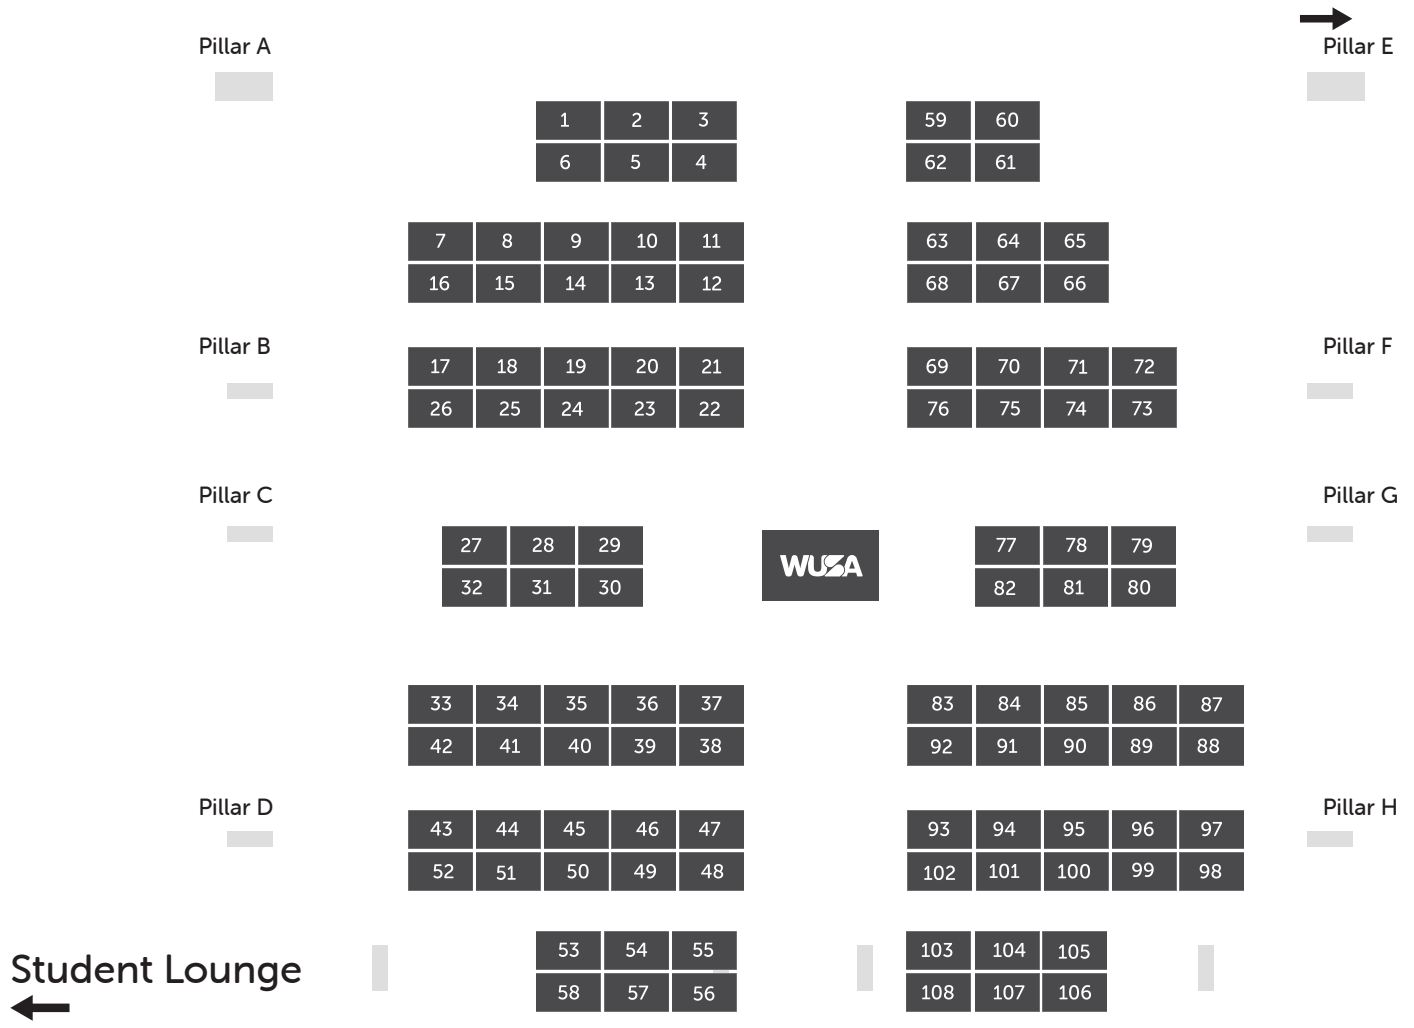 Pillar A
Pillar E
1 2 3
59 60
6 5 4
62 61
7 8 9 10 11
63 64 65
16 15 14 13 12
68 67 66
Pillar B
Pillar F
17 18 19 20 21
69 70 71 72
26 25 24 23 22
76 75 74 73
Pillar C
Pillar G
27 28 29
77 78 79
WUSA
32 31 30
82 81 80
33 34 35 36 37
83 84 85 86 87
42 41 40 39 38
92 91 90 89 88
Pillar D
Pillar H
43 44 45 46 47
93 94 95 96 97
52 51 50 49 48
102 101 100 99 98
53 54 55
103 104 105
Student Lounge
58 57 56
108 107 106